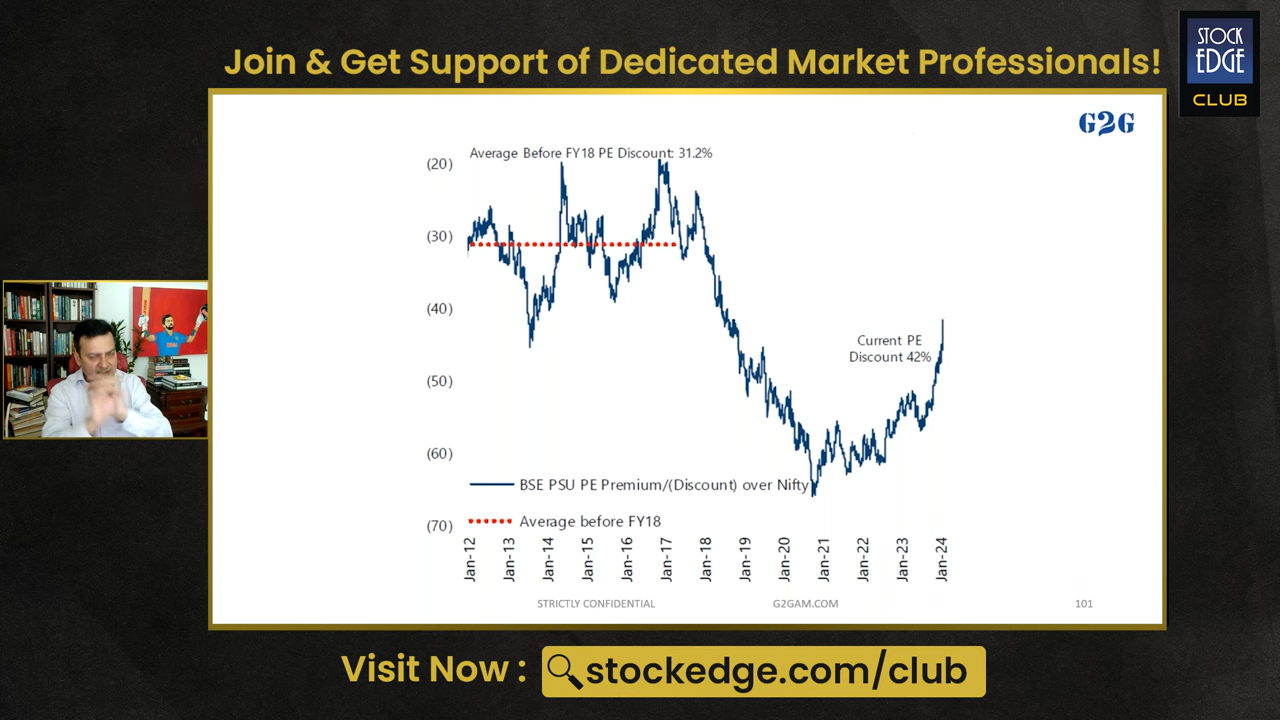 Join & Get Support of Dedicated Market Professionals!
STOCK
EDGE
CLUB
G2G
Average Before FY18 PE Discount: 31.2%
(20)
(30)
(40)
(50)
(60)
(70)
Current PE
Discount 42%
BSE PSU PE Premium/(Discount) over Nifty
Average before FY18
Jan-12
Jan-13
Jan-14
Jan-15
Jan-16
Jan-17
Jan-18
Jan-19
Jan-20
Jan-21
Jan-22
Jan-23
Jan-24
STRICTLY CONFIDENTIAL
G2GAM.COM
101
Visit Now :
stockedge.com/club